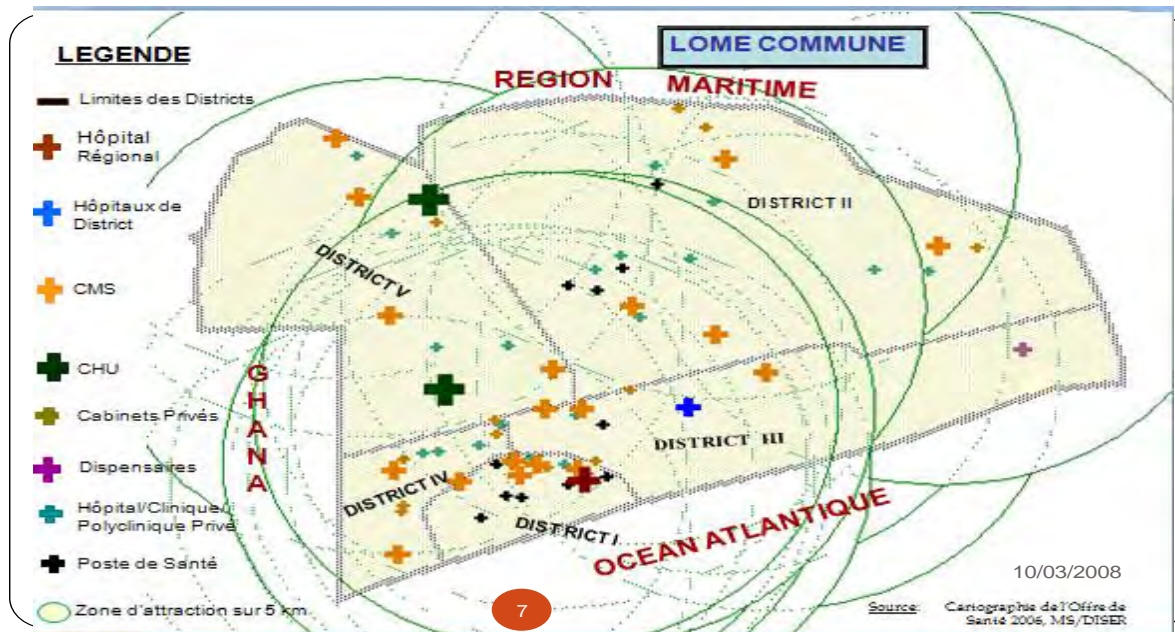 LEGENDE
Limites des Districts
Hôpital
Régional
Hôpitaux de
District
CMS
CHU
Cabinets Privés
Dispensaires
Hôpital/Clinique/
Polyclinique Privé
Poste de Santé
Zone d'attraction sur 5 km
LOME COMMUNE
REGION MARITIME
DISTRICT II
DISTRICT V
GHANA
DISTRICT III
DISTRICT IV
DISTRICT I
OCEAN ATLANTIQUE
10/03/2008
7
Source: Cartographie de l'Offre de
Santé 2006, MS/DISER